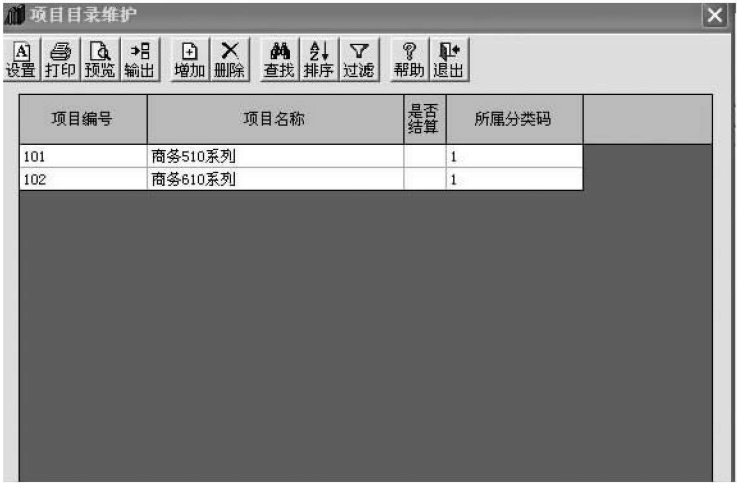 项目目录维护
设置 打印 预览 输出 增加 删除 查找 排序 过滤 帮助 退出
项目编号 项目名称 是否结算 所属分类码
101 商务510系列 1
102 商务610系列 1